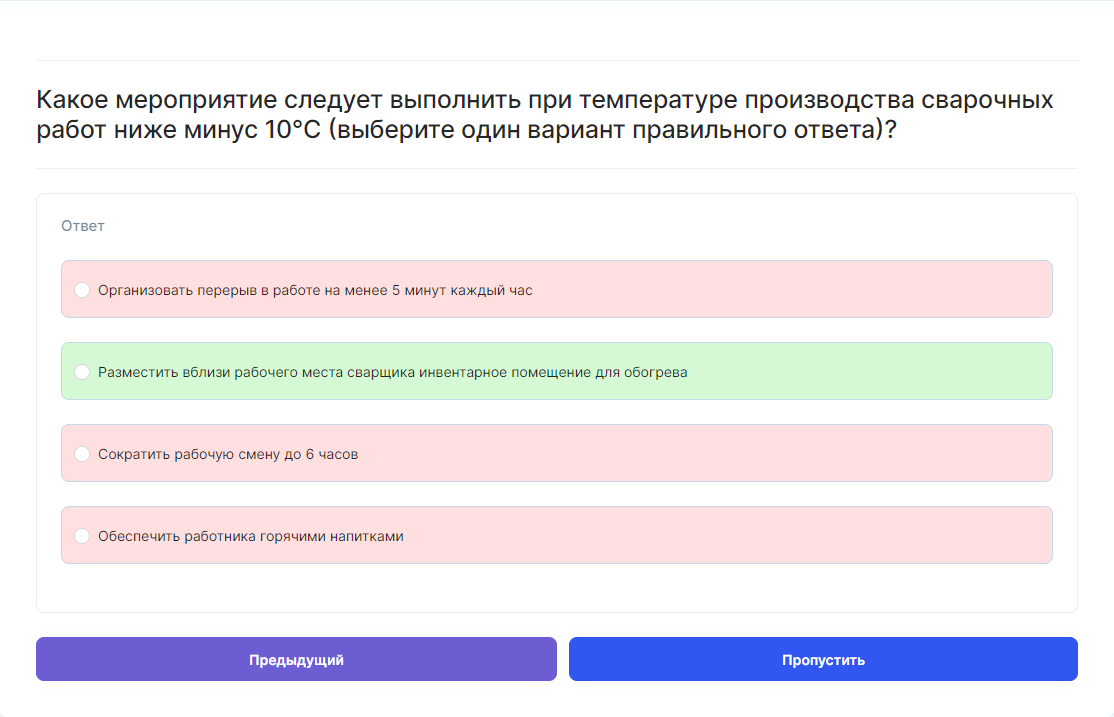 Какое мероприятие следует выполнить при температуре производства сварочных
работ ниже минус 10°С (выберите один вариант правильного ответа)?
Ответ
Организовать перерыв в работе на менее 5 минут каждый час
Разместить вблизи рабочего места сварщика инвентарное помещение для обогрева
Сократить рабочую смену до 6 часов
Обеспечить работника горячими напитками
Предыдущий
Пропустить